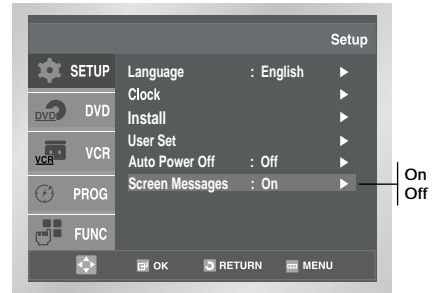 Setup
SETUP
DVD DVD
VCR VCR
PROG
FUNC
Language : English ►
Clock ►
Install ►
User Set ►
Auto Power Off : Off ►
Screen Messages : On ►
On
Off
OK RETURN MENU